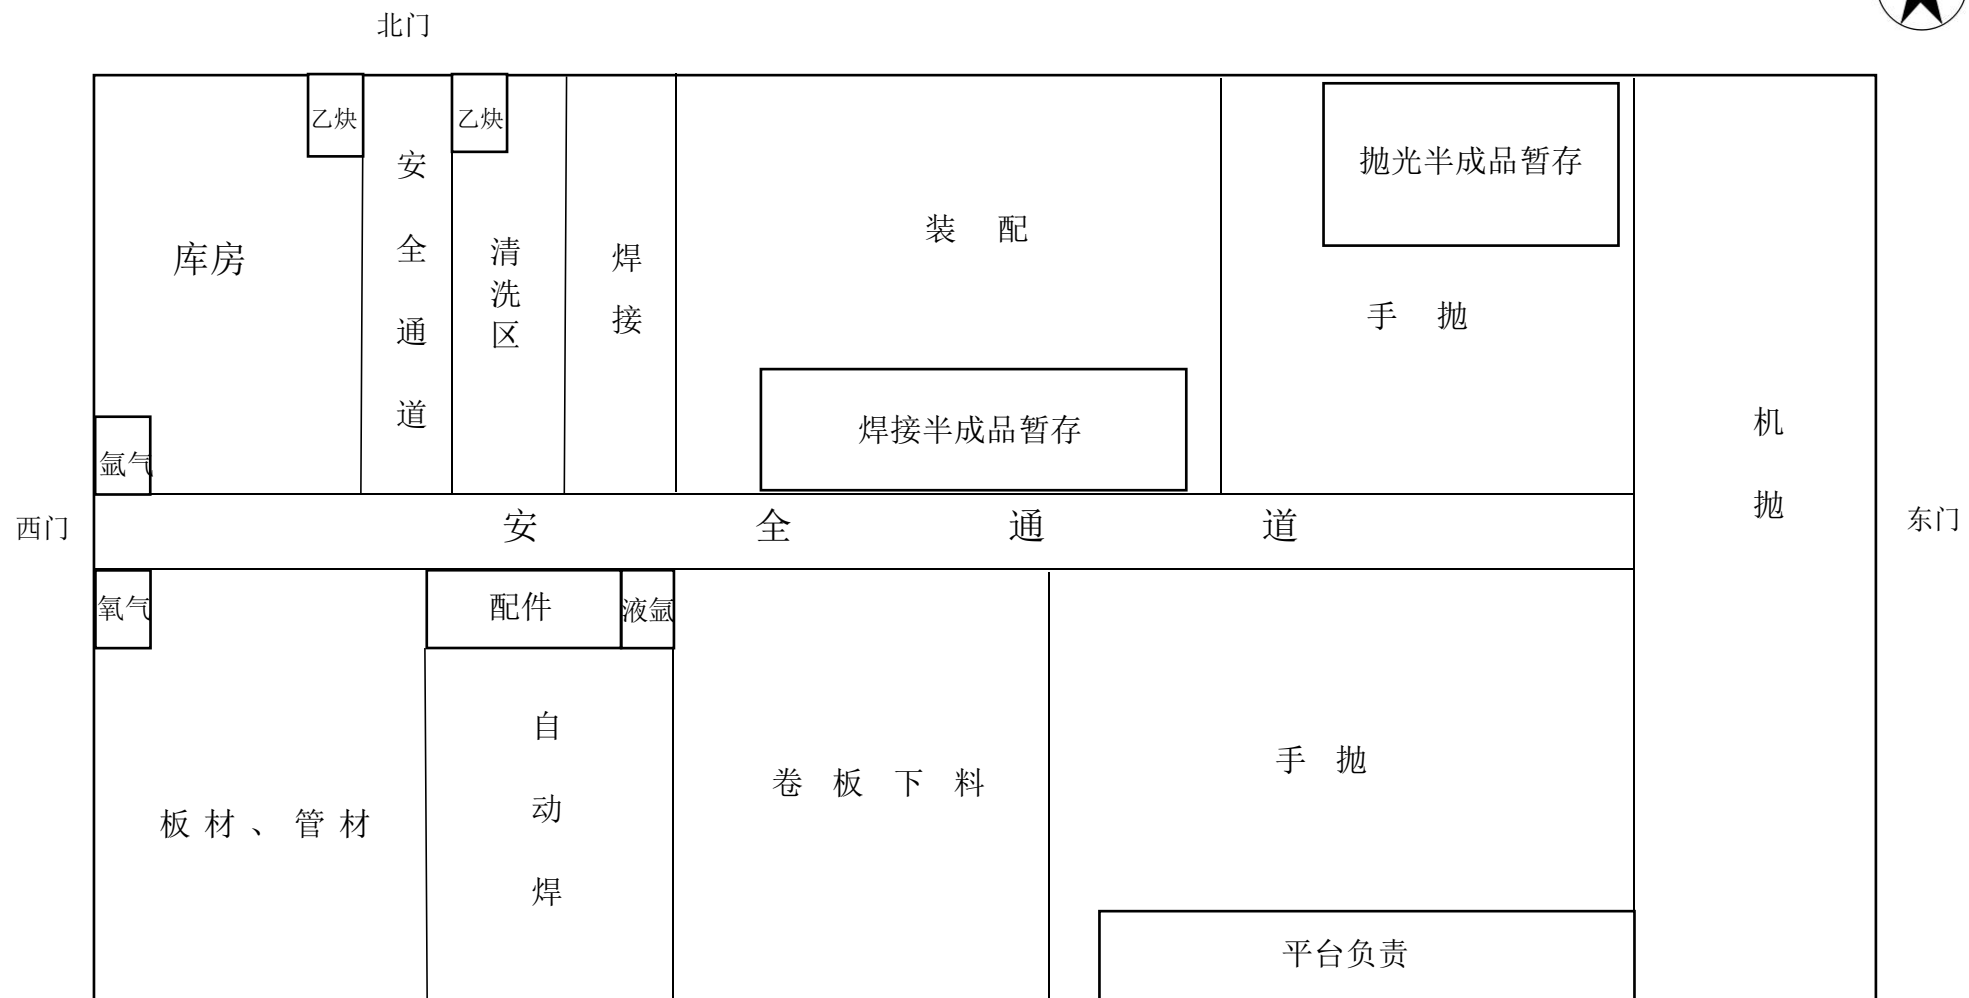 北门
乙炔
乙炔
安全通道
库房
清洗区
焊接
装 配
抛光半成品暂存
手 抛
焊接半成品暂存
氩气
机抛
西门
安 全 通 道
东门
氧气
配件
液氩
自动焊
板材、管材
卷板下料
手 抛
平台负责